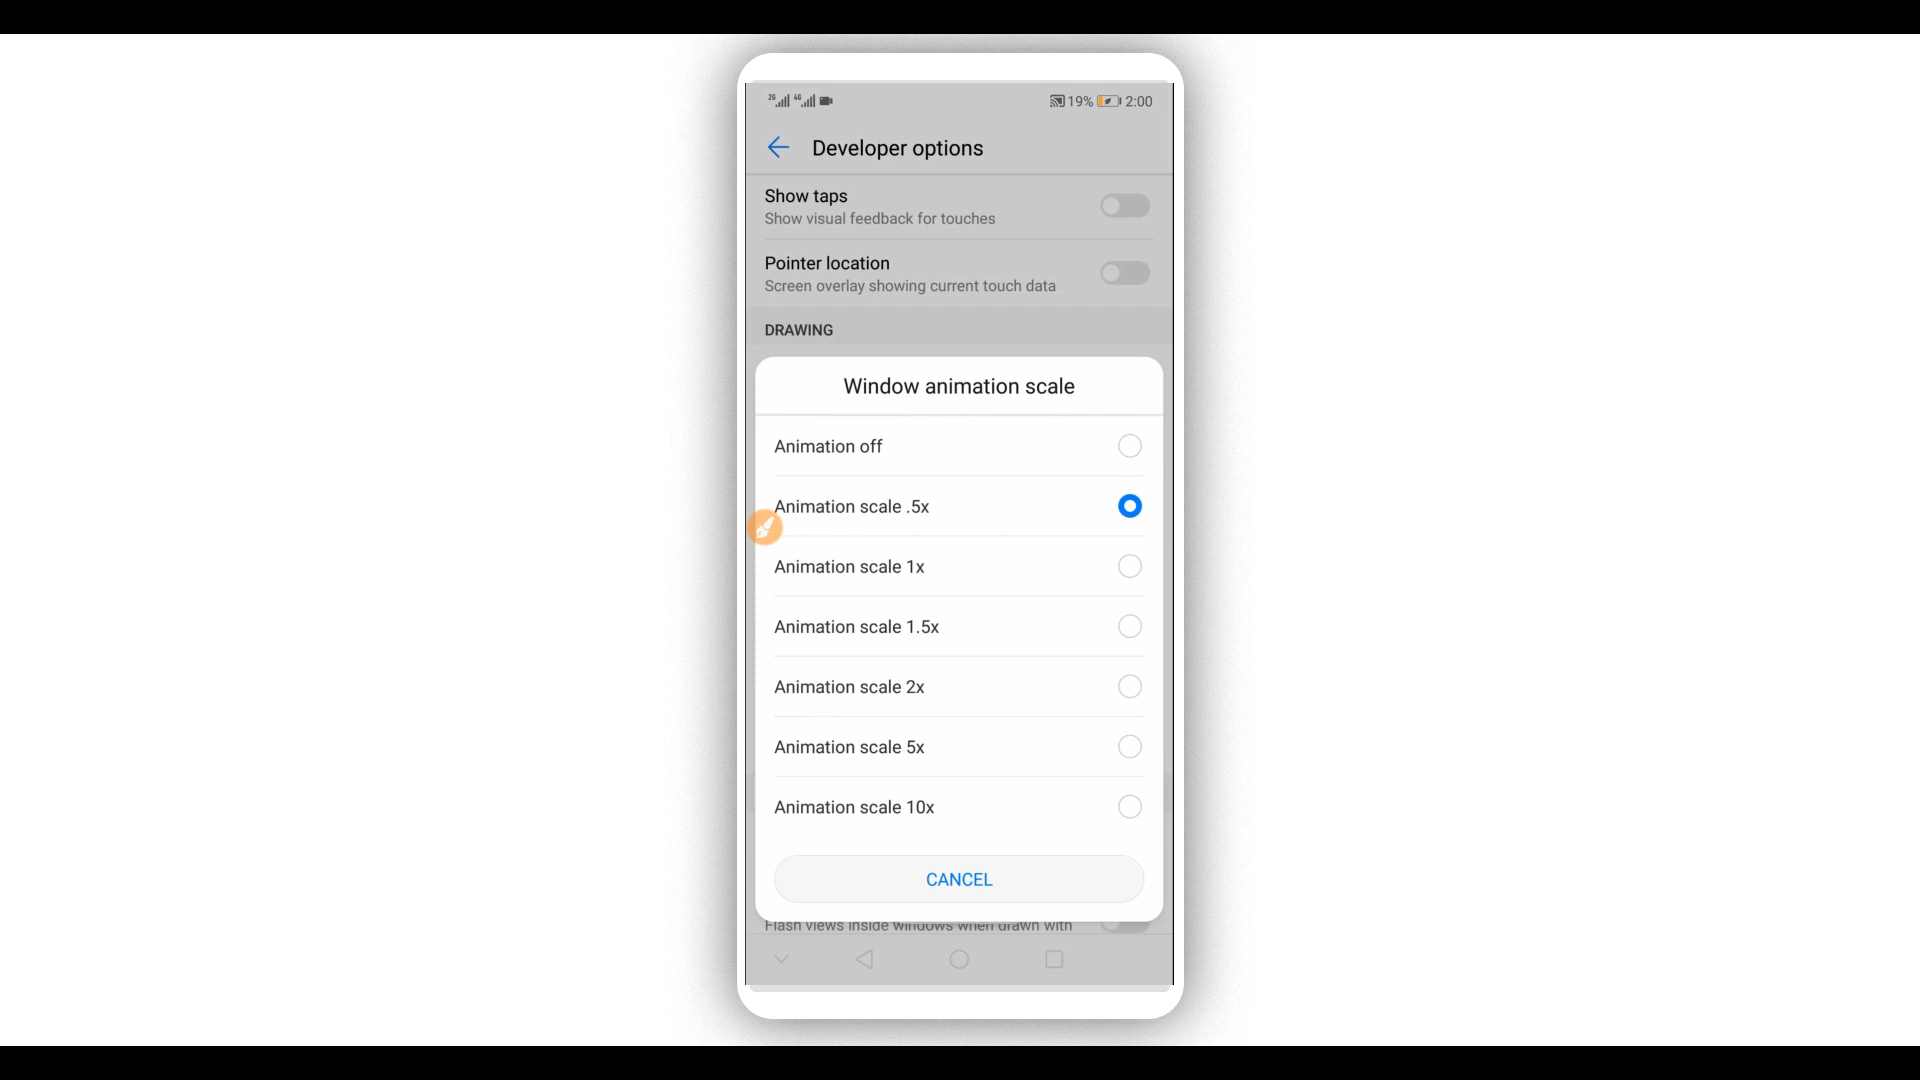 2G 4G 19% 2:00
Developer options
Show taps
Show visual feedback for touches
Pointer location
Screen overlay showing current touch data
DRAWING
Window animation scale
Animation off
Animation scale .5x
Animation scale 1x
Animation scale 1.5x
Animation scale 2x
Animation scale 5x
Animation scale 10x
CANCEL
Flash views inside windows when drawn with